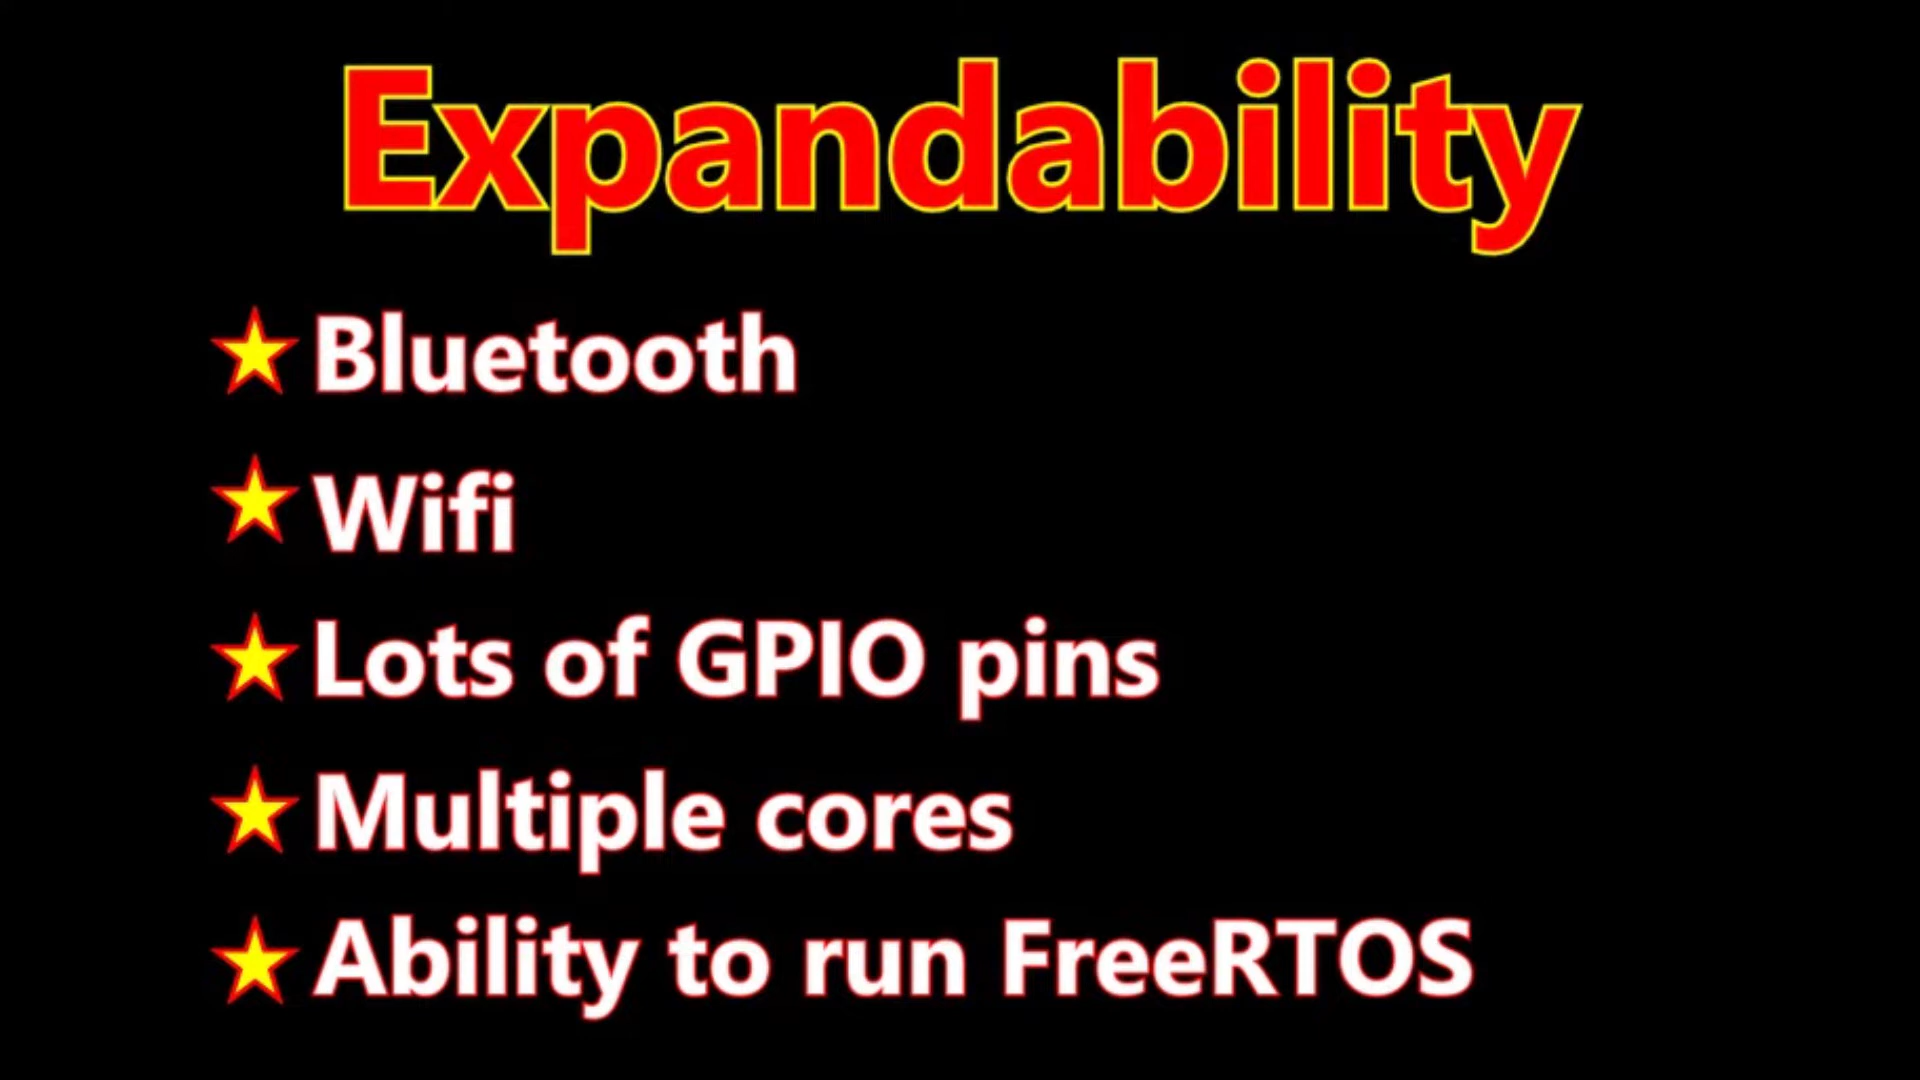 Expandability
Bluetooth
Wifi
Lots of GPIO pins
Multiple cores
Ability to run FreeRTOS